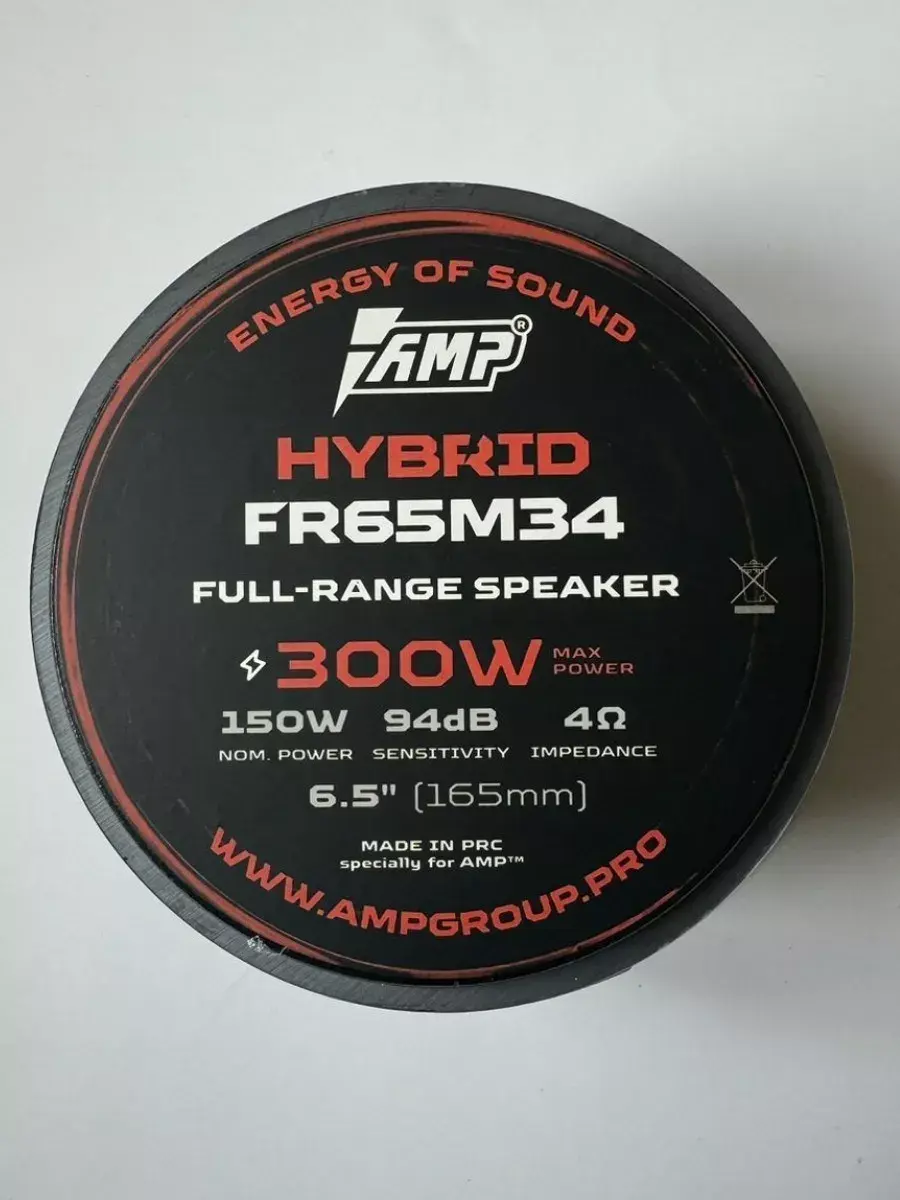 ENERGY OF SOUND
AMP®
HYBRID
FR65M34
FULL-RANGE SPEAKER
300W MAX POWER
150W 94dB 4Ω
NOM. POWER SENSITIVITY IMPEDANCE
6.5" (165mm)
MADE IN PRC
specially for AMP™
WWW.AMPGROUP.PRO